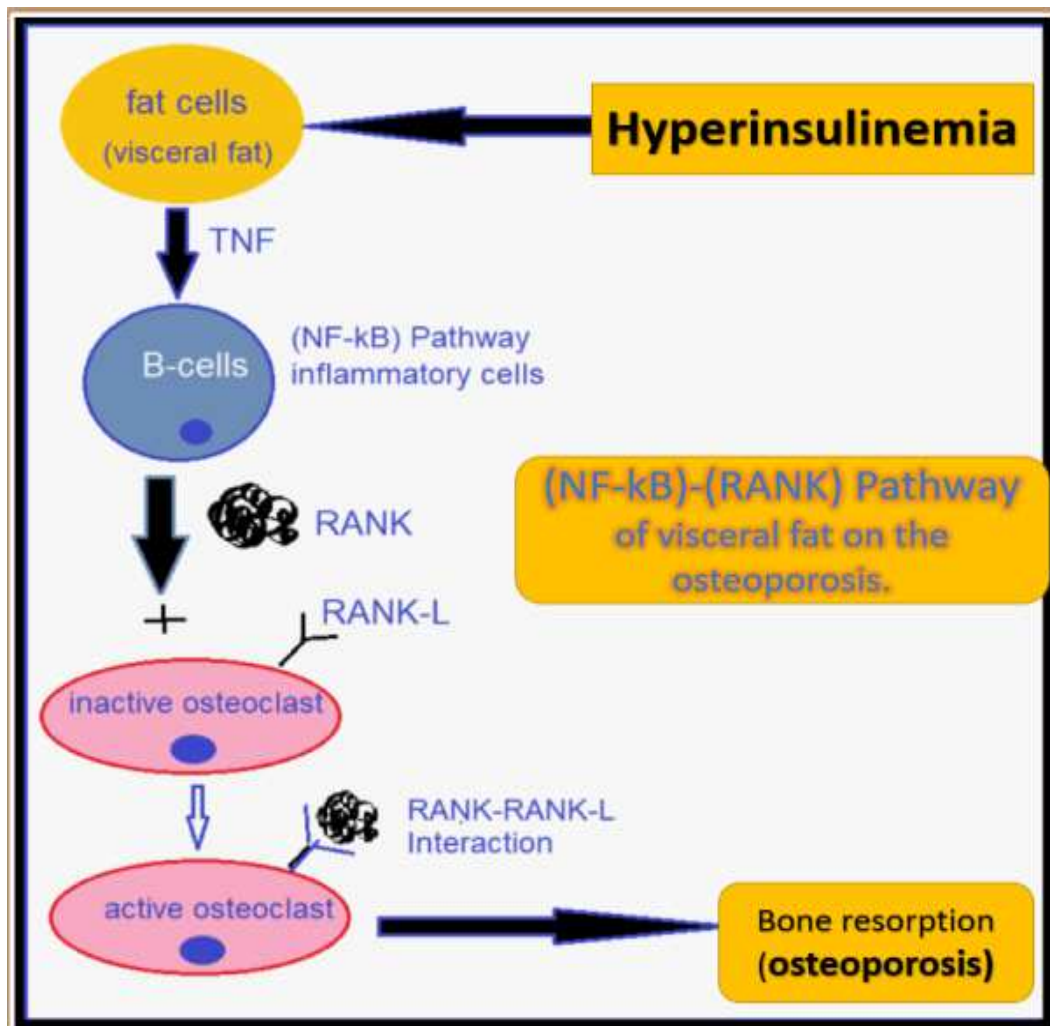 fat cells
(visceral fat)
Hyperinsulinemia
TNF
B-cells
(NF-kB) Pathway
inflammatory cells
(NF-kB)-(RANK) Pathway
of visceral fat on the
osteoporosis.
RANK
RANK-L
inactive osteoclast
RANK-RANK-L
Interaction
active osteoclast
Bone resorption
(osteoporosis)